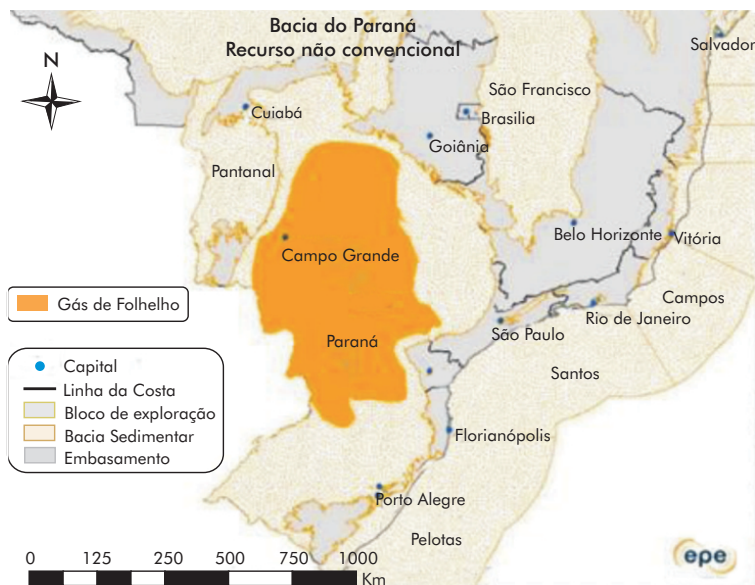 Bacia do Paraná
Recurso não convencional
N
Salvador
São Francisco
Cuiabá
Brasilia
Goiânia
Pantanal
Campo Grande
Belo Horizonte
Vitória
Campos
Gás de Folhelho
São Paulo
Rio de Janeiro
Paraná
Santos
Capital
Linha da Costa
Bloco de exploração
Bacia Sedimentar
Embasamento
Florianópolis
Porto Alegre
Pelotas
epe
0 125 250 500 750 1000
Km